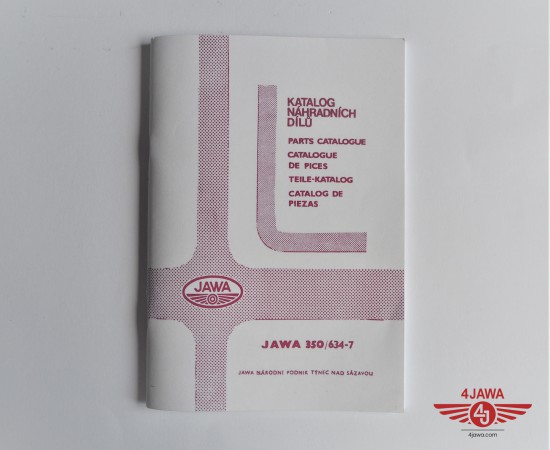 KATALOG
NÁHRADNÍCH
DÍLŮ
PARTS CATALOGUE
CATALOGUE
DE PICES
TEILE-KATALOG
CATALOG DE
PIEZAS
JAWA
JAWA 350/634-7
JAWA NÁRODNÍ PODNIK TÝNEC NAD SÁZAVOU
4JAWA
4J
4jawa.com